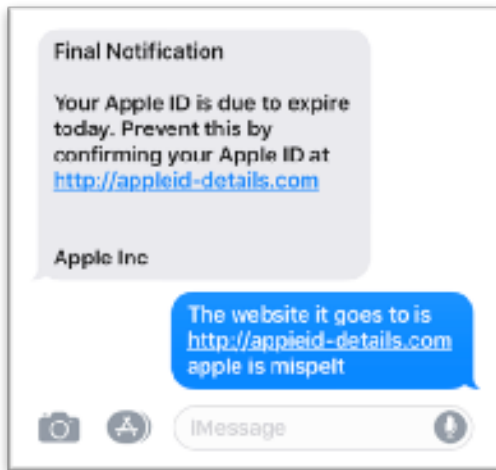 Final Notification
Your Apple ID is due to expire
today. Prevent this by
confirming your Apple ID at
http://appleid-details.com
Apple Inc
The website it goes to is
http://appieid-details.com
apple is mispelt
iMessage